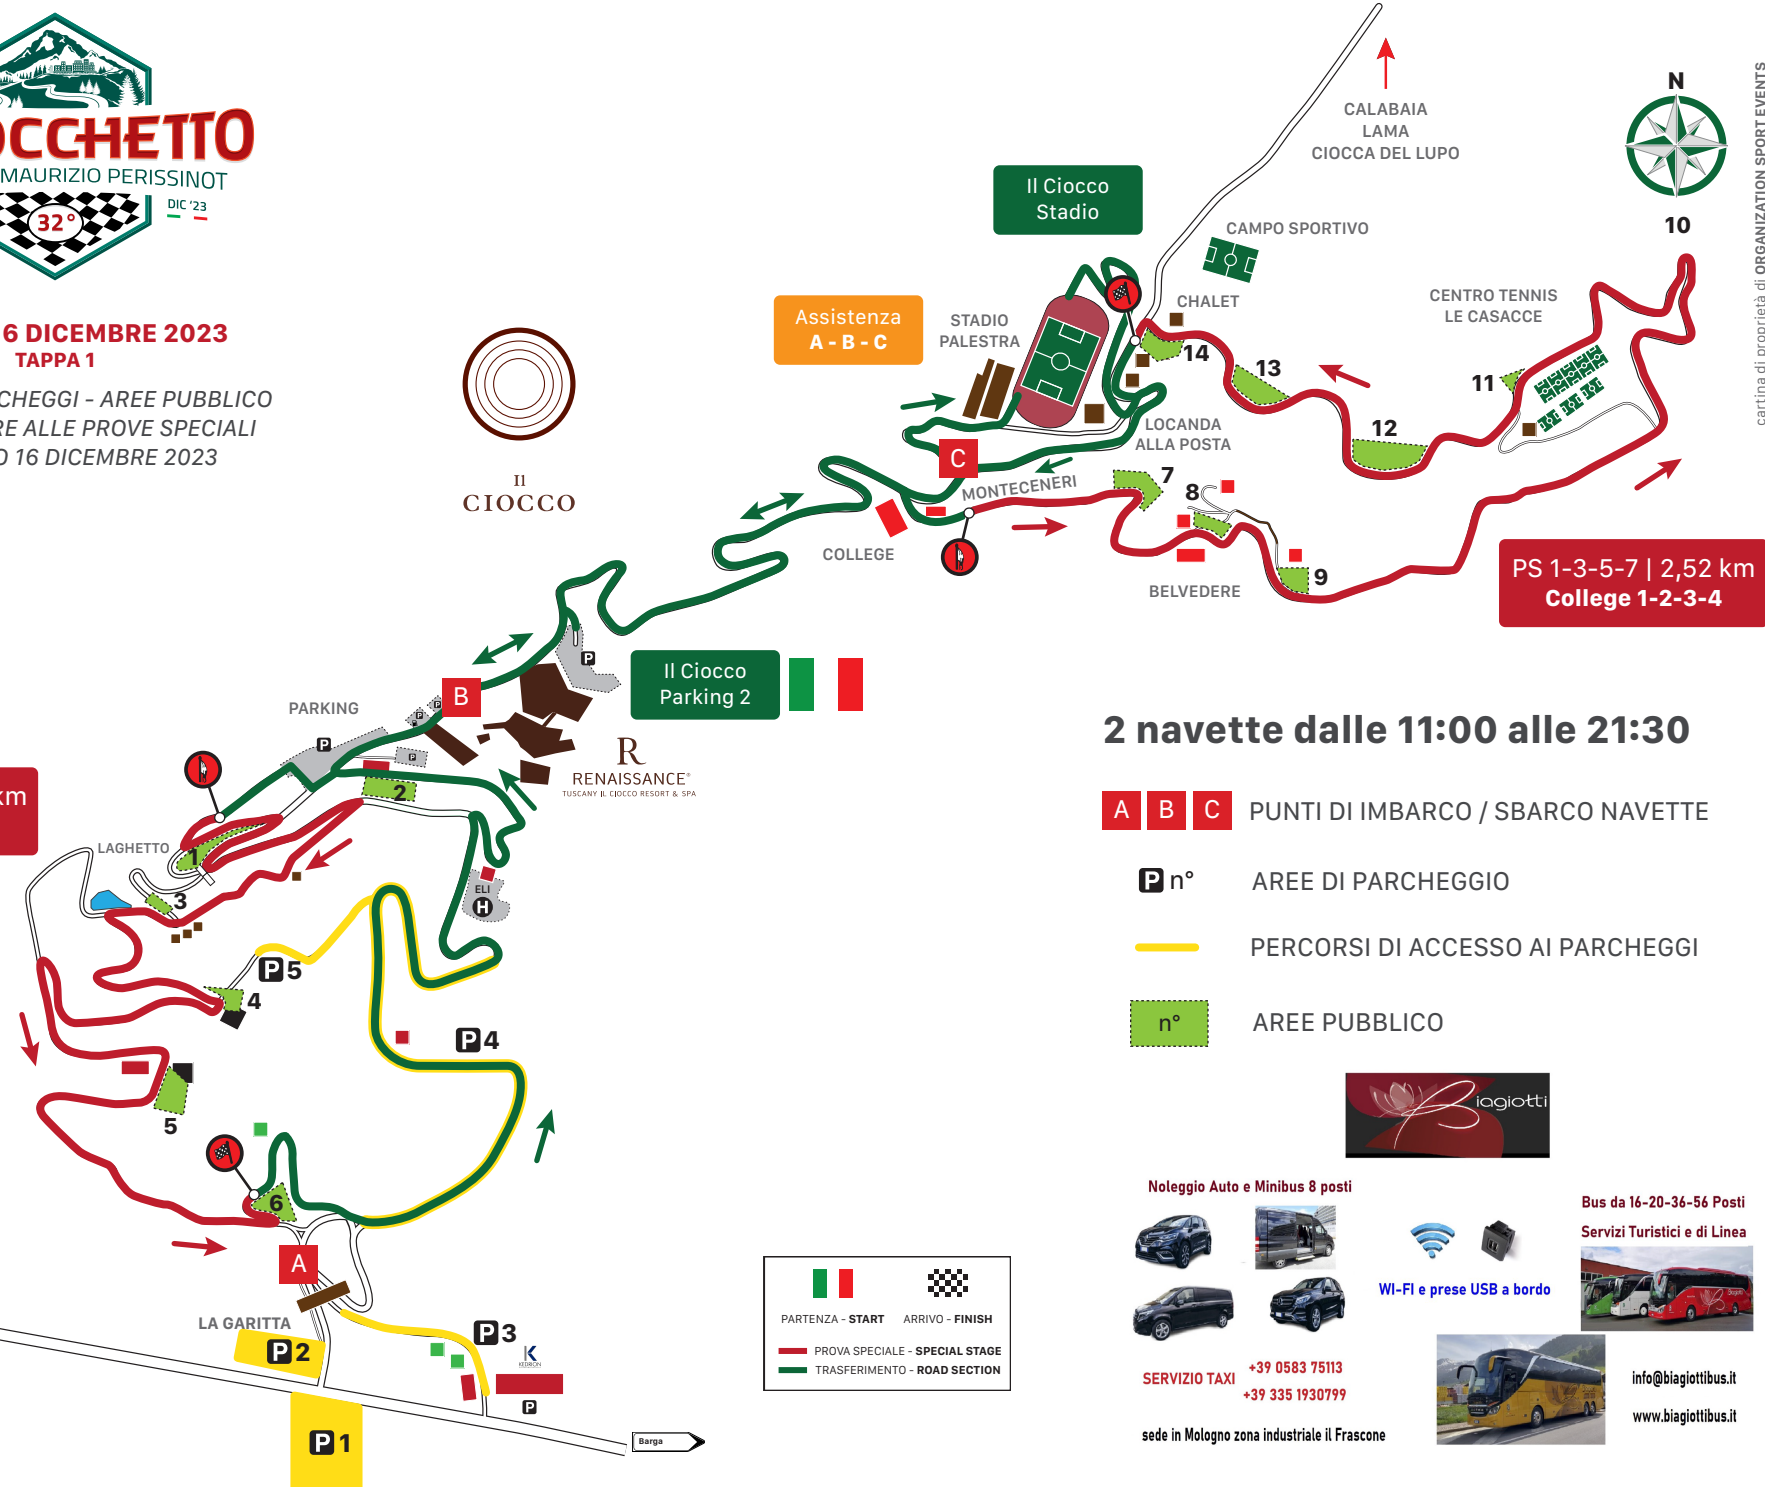 OCCHETTO
MAURIZIO PERISSINOT
DIC '23
32°
6 DICEMBRE 2023
TAPPA 1
CHEGGI - AREE PUBBLICO
RE ALLE PROVE SPECIALI
O 16 DICEMBRE 2023
Il
CIOCCO
CALABAIA
LAMA
CIOCCA DEL LUPO
N
cartina di proprietà di ORGANIZATION SPORT EVENTS
Il Ciocco
Stadio
CAMPO SPORTIVO
10
CHALET
CENTRO TENNIS
LE CASACCE
Assistenza
A - B - C
STADIO
PALESTRA
14
13
11
12
LOCANDA
ALLA POSTA
C
MONTECENERI
7
8
COLLEGE
BELVEDERE
9
PS 1-3-5-7 | 2,52 km
College 1-2-3-4
P
Il Ciocco
Parking 2
B
PARKING
P
P
P
P
R
RENAISSANCE®
TUSCANY IL CIOCCO RESORT & SPA
2
km
LAGHETTO
1
3
ELI
H
P5
4
P4
5
6
A
LA GARITTA
P2
P3
K
KEDRION
P
P1
Barga
2 navette dalle 11:00 alle 21:30
A B C PUNTI DI IMBARCO / SBARCO NAVETTE
P n° AREE DI PARCHEGGIO
PERCORSI DI ACCESSO AI PARCHEGGI
n° AREE PUBBLICO
PARTENZA - START ARRIVO - FINISH
PROVA SPECIALE - SPECIAL STAGE
TRASFERIMENTO - ROAD SECTION
Biagiotti
Noleggio Auto e Minibus 8 posti
Bus da 16-20-36-56 Posti
Servizi Turistici e di Linea
WI-FI e prese USB a bordo
Biagiotti
SERVIZIO TAXI
+39 0583 75113
+39 335 1930799
sede in Mologno zona industriale il Frascone
info@biagiottibus.it
www.biagiottibus.it